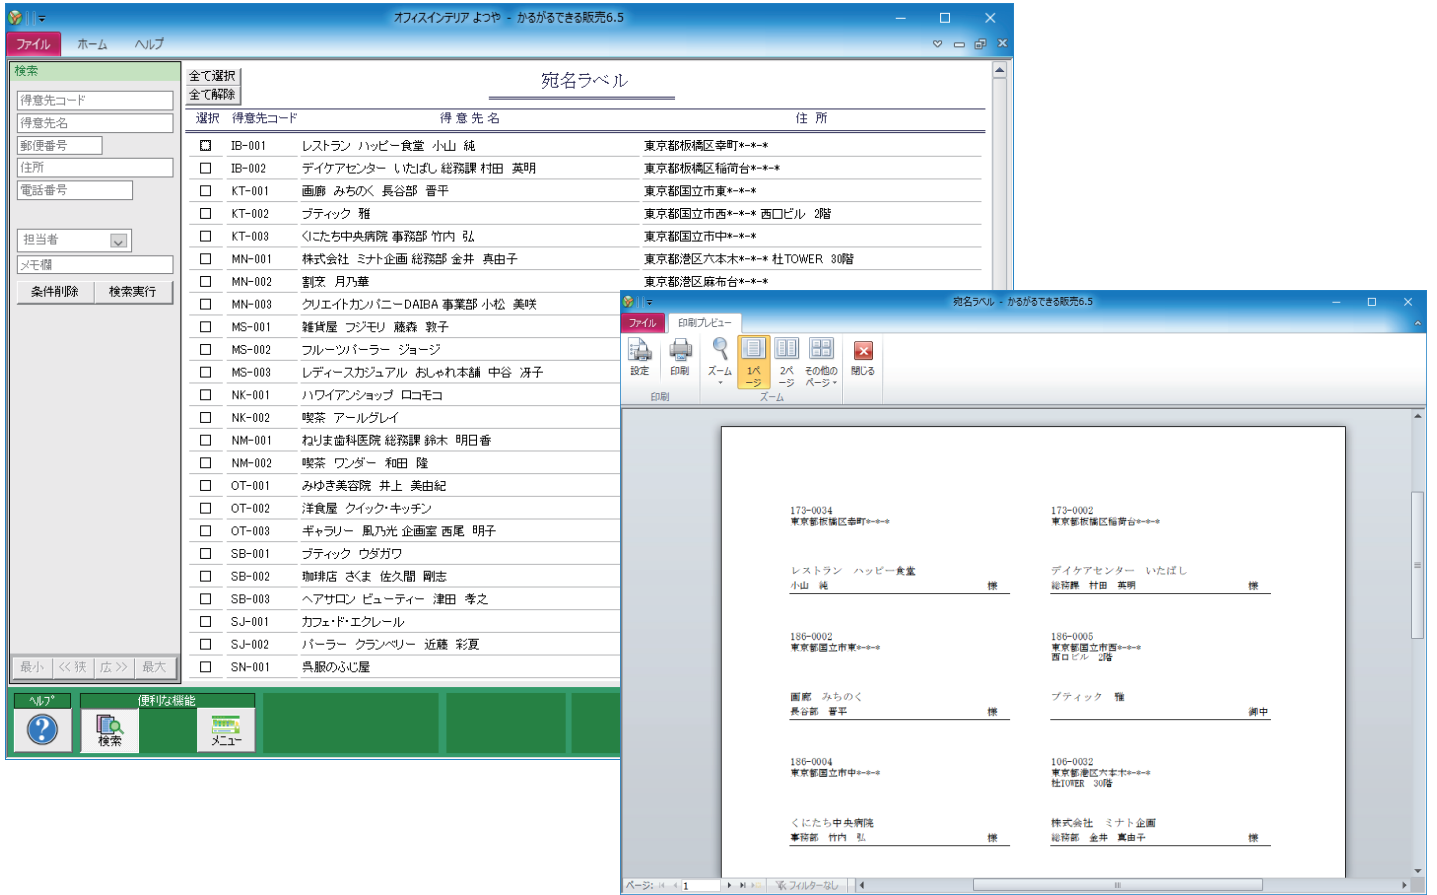 オフィスインテリア よつや - かるがるできる販売6.5
ファイル ホーム ヘルプ
検索
得意先コード
得意先名
郵便番号
住所
電話番号
担当者
メモ欄
条件削除 検索実行
最小 <<狭 広>> 最大
全て選択
全て解除
宛名ラベル
選択 得意先コード 得意先名 住所
IB-001 レストラン ハッピー食堂 小山 純 東京都板橋区幸町*-*-*
IB-002 デイケアセンター いたばし 総務課 村田 英明 東京都板橋区稲荷台*-*-*
KT-001 画廊 みちのく 長谷部 晋平 東京都国立市東*-*-*
KT-002 ブティック 雅 東京都国立市西*-*-* 西口ビル 2階
KT-003 くにたち中央病院 事務部 竹内 弘 東京都国立市中*-*-*
MN-001 株式会社 ミナト企画 総務部 金井 真由子 東京都港区六本木*-*-* 杜TOWER 30階
MN-002 割烹 月乃華 東京都港区麻布台*-*-*
MN-003 クリエイトカンパニーDAIBA 事業部 小松 美咲
MS-001 雑貨屋 フジモリ 藤森 敦子
MS-002 フルーツパーラー ジョージ
MS-003 レディースカジュアル おしゃれ本舗 中谷 冴子
NK-001 ハワイアンショップ ロコモコ
NK-002 喫茶 アールグレイ
NM-001 ねりま歯科医院 総務課 鈴木 明日香
NM-002 喫茶 ワンダー 和田 隆
OT-001 みゆき美容院 井上 美由紀
OT-002 洋食屋 クイック・キッチン
OT-003 ギャラリー 風乃光 企画室 西尾 明子
SB-001 ブティック ウダガワ
SB-002 珈琲店 さくま 佐久間 剛志
SB-003 ヘアサロン ビューティー 津田 孝之
SJ-001 カフェ・ド・エクレール
SJ-002 パーラー クランベリー 近藤 彩夏
SN-001 呉服のふじ屋
ヘルプ 便利な機能
検索 メニュー
宛名ラベル - かるがるできる販売6.5
ファイル 印刷プレビュー
設定 印刷 ズーム 1ページ 2ページ その他のページ 閉じる
印刷 ズーム
173-0034
東京都板橋区幸町*-*-*
レストラン ハッピー食堂
小山 純 様
173-0002
東京都板橋区稲荷台*-*-*
デイケアセンター いたばし
総務課 村田 英明 様
186-0002
東京都国立市東*-*-*
画廊 みちのく
長谷部 晋平 様
186-0005
東京都国立市西*-*-*
西口ビル 2階
ブティック 雅
御中
186-0004
東京都国立市中*-*-*
くにたち中央病院
事務部 竹内 弘 様
106-0032
東京都港区六本木*-*-*
杜TOWER 30階
株式会社 ミナト企画
総務部 金井 真由子 様
ページ: 1 フィルターなし